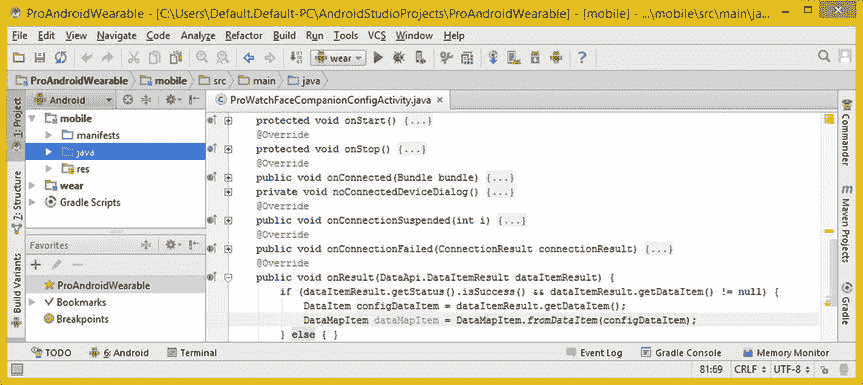 ProAndroidWearable - [C:\Users\Default.Default-PC\AndroidStudioProjects\ProAndroidWearable] - [mobile] - ...\mobile\src\main\ja...
File Edit View Navigate Code Analyze Refactor Build Run Tools VCS Window Help
wear
ProAndroidWearable mobile src main java
1: Project
7: Structure
Build Variants
Android
mobile
manifests
java
res
wear
Gradle Scripts
Favorites
ProAndroidWearable
Bookmarks
Breakpoints
ProWatchFaceCompanionConfigActivity.java
protected void onStart() {...}
@Override
protected void onStop() {...}
@Override
public void onConnected(Bundle bundle) {...}
private void noConnectedDeviceDialog() {...}
@Override
public void onConnectionSuspended(int i) {...}
@Override
public void onConnectionFailed(ConnectionResult connectionResult) {...}
@Override
public void onResult(DataApi.DataItemResult dataItemResult) {
if (dataItemResult.getStatus().isSuccess() && dataItemResult.getDataItem() != null) {
DataItem configDataItem = dataItemResult.getDataItem();
DataMapItem dataMapItem = DataMapItem.fromDataItem(configDataItem);
} else { }
Commander
Maven Projects
Gradle
TODO 6: Android Terminal Event Log Gradle Console Memory Monitor
81:69 CRLF UTF-8